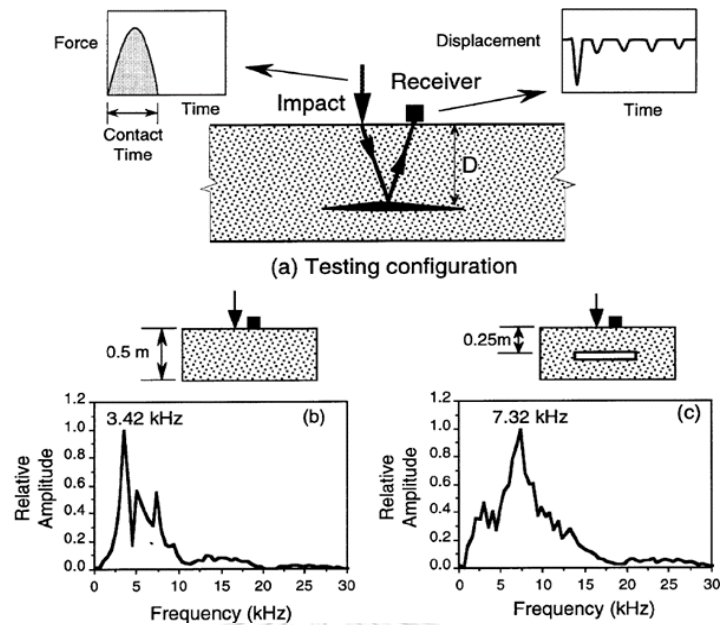 Force
Time
Contact
Time
Impact
Receiver
Displacement
Time
D
(a) Testing configuration
0.5 m
0.25m
(b)
3.42 kHz
1.2
1.0
0.8
0.6
0.4
0.2
0.0
Relative
Amplitude
0 5 10 15 20 25 30
Frequency (kHz)
(c)
7.32 kHz
1.2
1.0
0.8
0.6
0.4
0.2
0.0
Relative
Amplitude
0 5 10 15 20 25 30
Frequency (kHz)